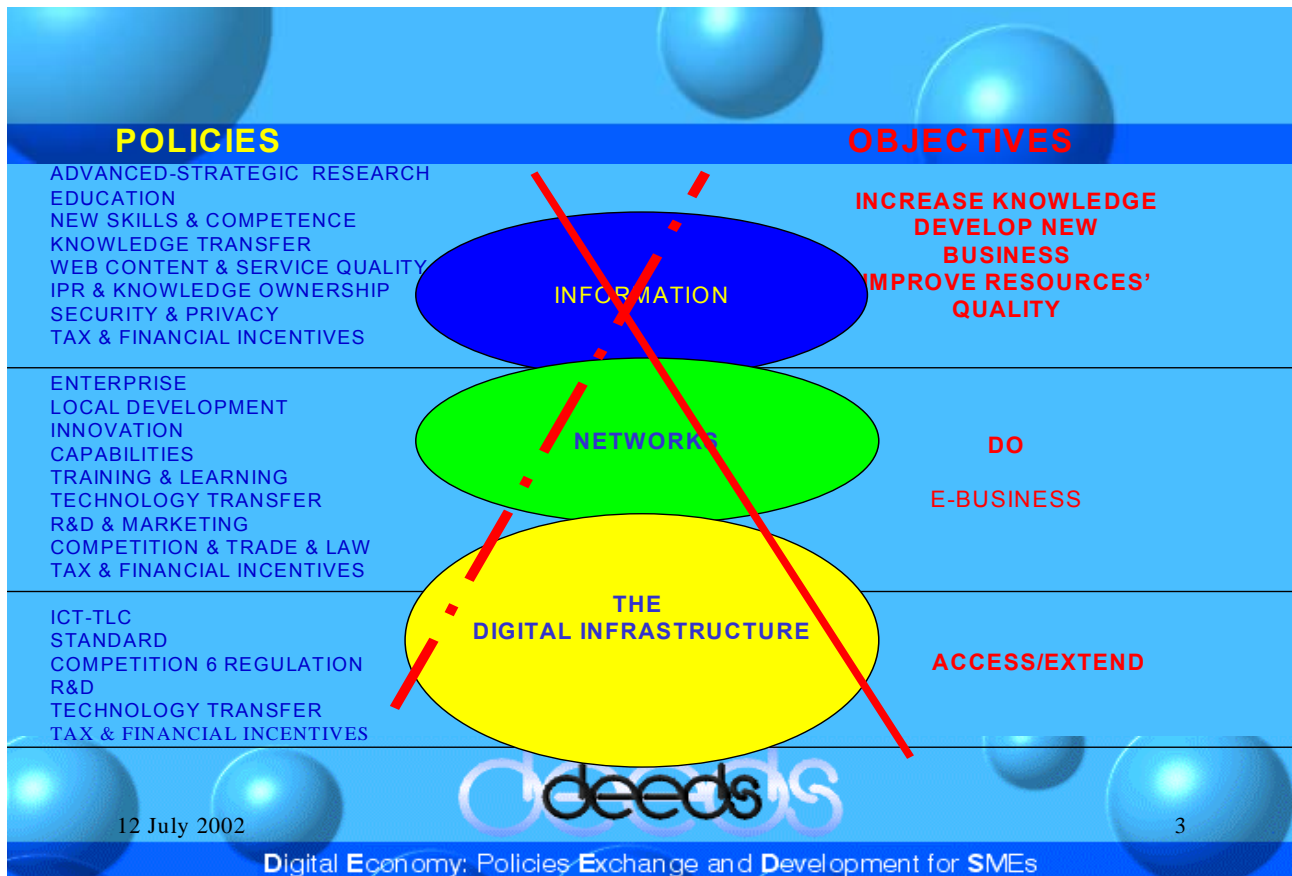 POLICIES
OBJECTIVES
ADVANCED-STRATEGIC RESEARCH
EDUCATION
NEW SKILLS & COMPETENCE
KNOWLEDGE TRANSFER
WEB CONTENT & SERVICE QUALITY
IPR & KNOWLEDGE OWNERSHIP
SECURITY & PRIVACY
TAX & FINANCIAL INCENTIVES
INFORMATION
INCREASE KNOWLEDGE
DEVELOP NEW
BUSINESS
IMPROVE RESOURCES'
QUALITY
ENTERPRISE
LOCAL DEVELOPMENT
INNOVATION
CAPABILITIES
TRAINING & LEARNING
TECHNOLOGY TRANSFER
R&D & MARKETING
COMPETITION & TRADE & LAW
TAX & FINANCIAL INCENTIVES
NETWORKS
DO
E-BUSINESS
ICT-TLC
STANDARD
COMPETITION 6 REGULATION
R&D
TECHNOLOGY TRANSFER
TAX & FINANCIAL INCENTIVES
THE
DIGITAL INFRASTRUCTURE
ACCESS/EXTEND
deeds
12 July 2002
3
Digital Economy: Policies Exchange and Development for SMEs